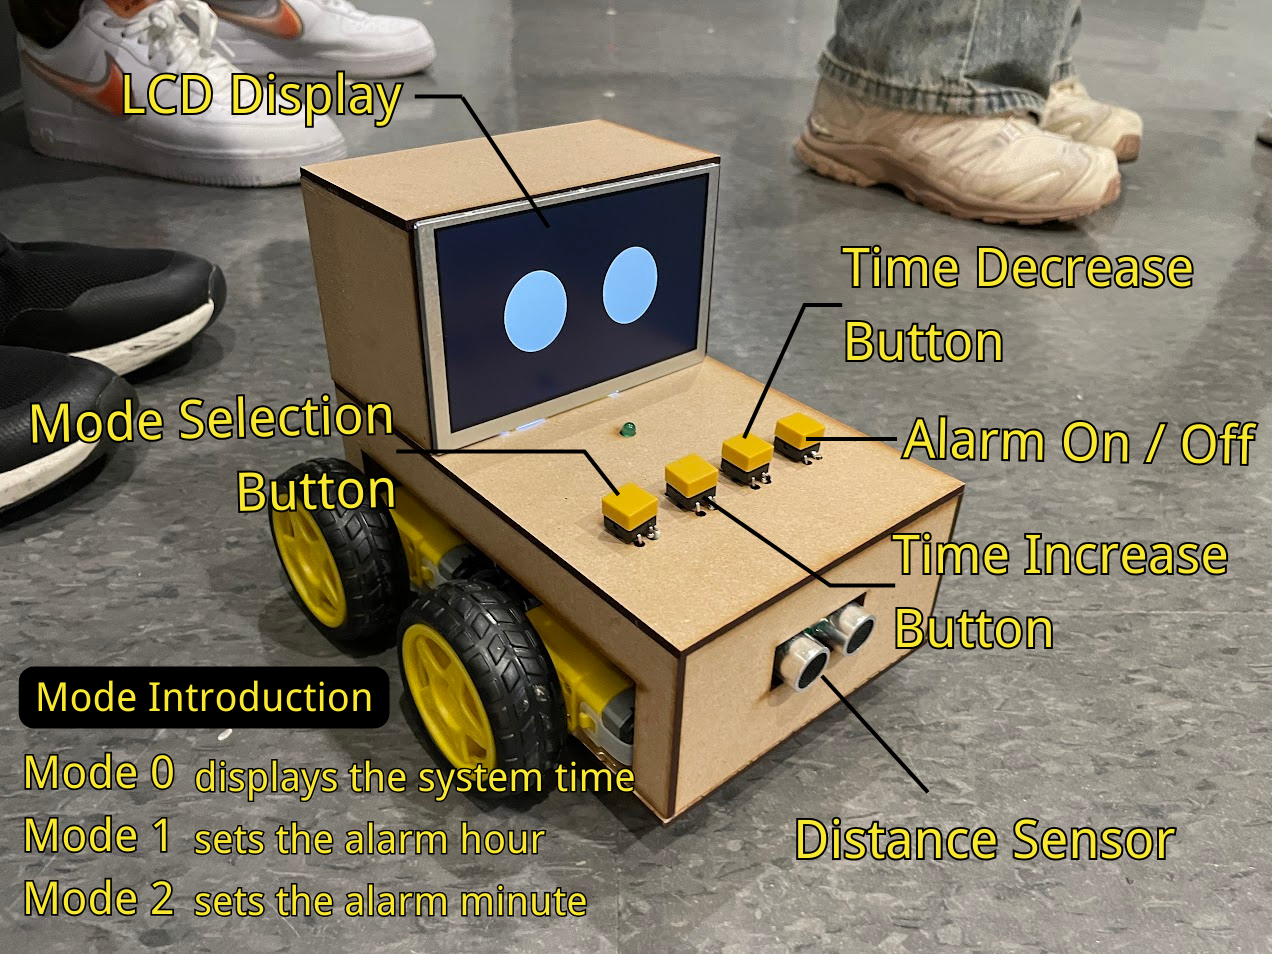 LCD Display
Time Decrease
Button
Mode Selection
Button
Alarm On / Off
Time Increase
Button
Mode Introduction
Mode 0 displays the system time
Mode 1 sets the alarm hour
Mode 2 sets the alarm minute
Distance Sensor